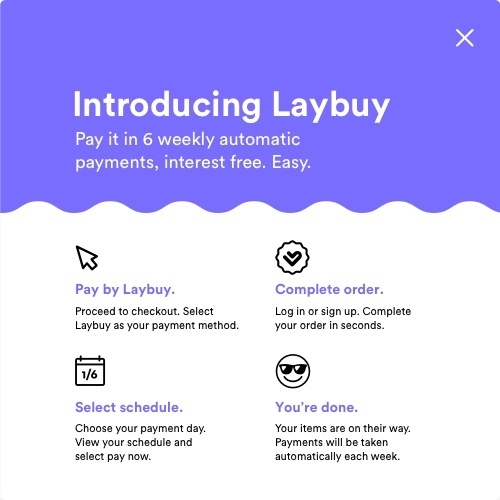 Introducing Laybuy
Pay it in 6 weekly automatic
payments, interest free. Easy.
Pay by Laybuy.
Proceed to checkout. Select
Laybuy as your payment method.
Complete order.
Log in or sign up. Complete
your order in seconds.
1/6
Select schedule.
Choose your payment day.
View your schedule and
select pay now.
You're done.
Your items are on their way.
Payments will be taken
automatically each week.